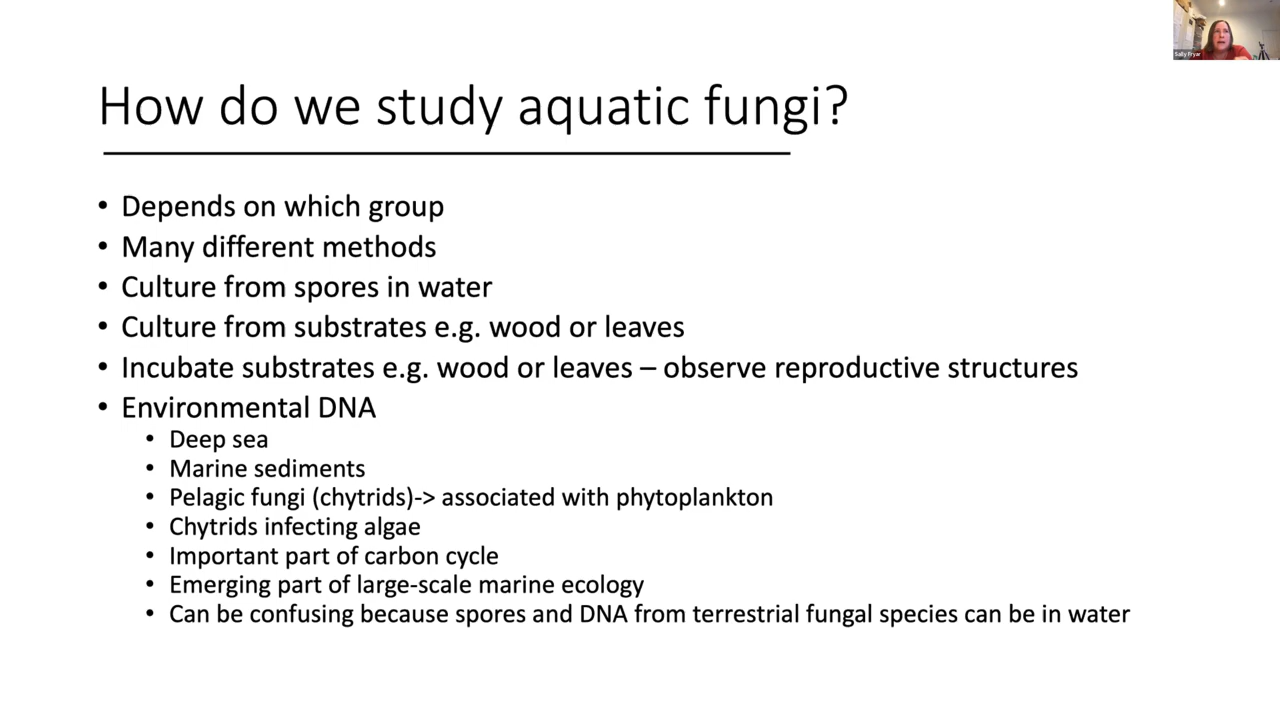 Sally Fryar
How do we study aquatic fungi?
• Depends on which group
• Many different methods
• Culture from spores in water
• Culture from substrates e.g. wood or leaves
• Incubate substrates e.g. wood or leaves – observe reproductive structures
• Environmental DNA
• Deep sea
• Marine sediments
• Pelagic fungi (chytrids)-> associated with phytoplankton
• Chytrids infecting algae
• Important part of carbon cycle
• Emerging part of large-scale marine ecology
• Can be confusing because spores and DNA from terrestrial fungal species can be in water